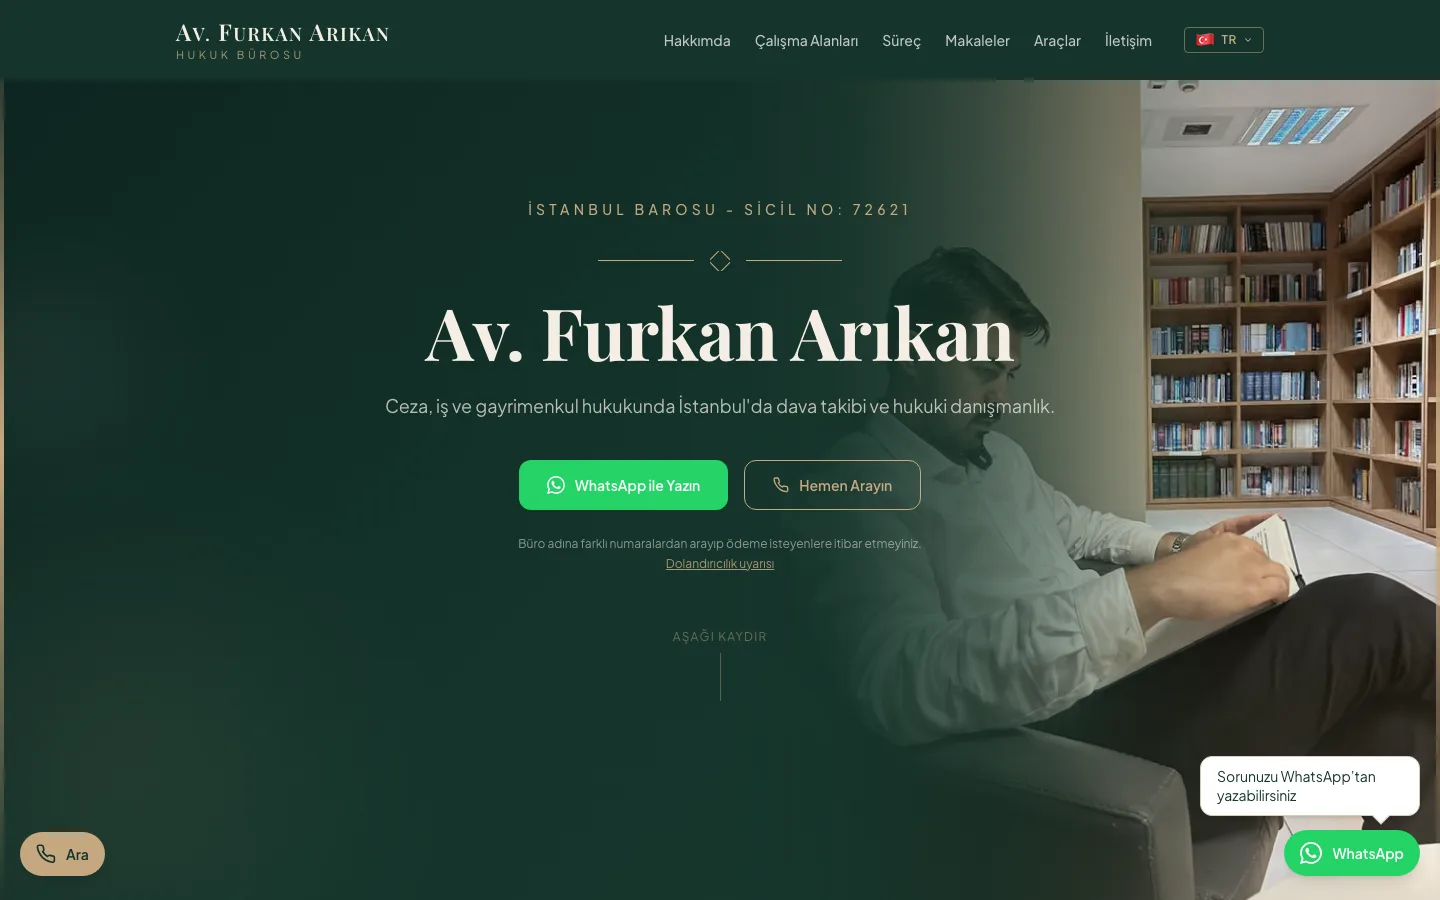 Av. Furkan Arıkan
HUKUK BÜROSU
Hakkımda
Çalışma Alanları
Süreç
Makaleler
Araçlar
İletişim
TR
İSTANBUL BAROSU - SİCİL NO: 72621
Av. Furkan Arıkan
Ceza, iş ve gayrimenkul hukukunda İstanbul'da dava takibi ve hukuki danışmanlık.
WhatsApp ile Yazın
Hemen Arayın
Büro adına farklı numaralardan arayıp ödeme isteyenlere itibar etmeyiniz.
Dolandırıcılık uyarısı
AŞAĞI KAYDIR
Sorunuzu WhatsApp'tan
yazabilirsiniz
Ara
WhatsApp